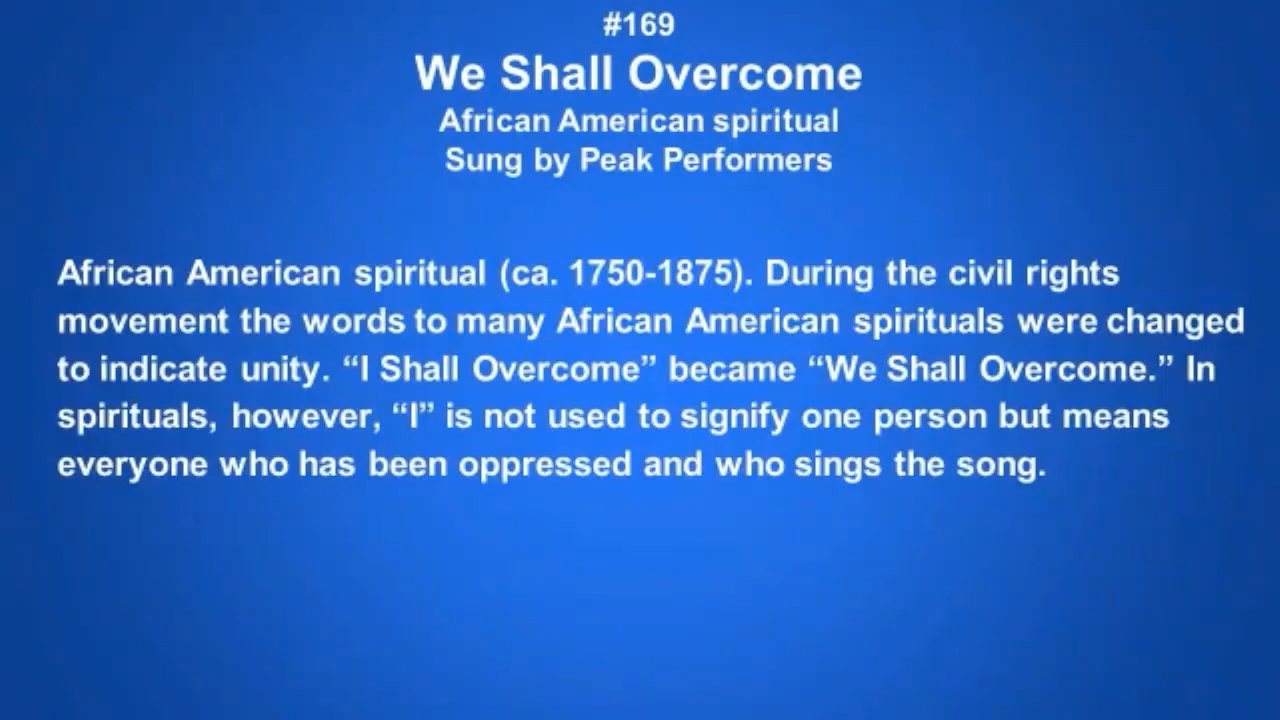 #169
We Shall Overcome
African American spiritual
Sung by Peak Performers
African American spiritual (ca. 1750-1875). During the civil rights
movement the words to many African American spirituals were changed
to indicate unity. “I Shall Overcome” became “We Shall Overcome.” In
spirituals, however, “I” is not used to signify one person but means
everyone who has been oppressed and who sings the song.